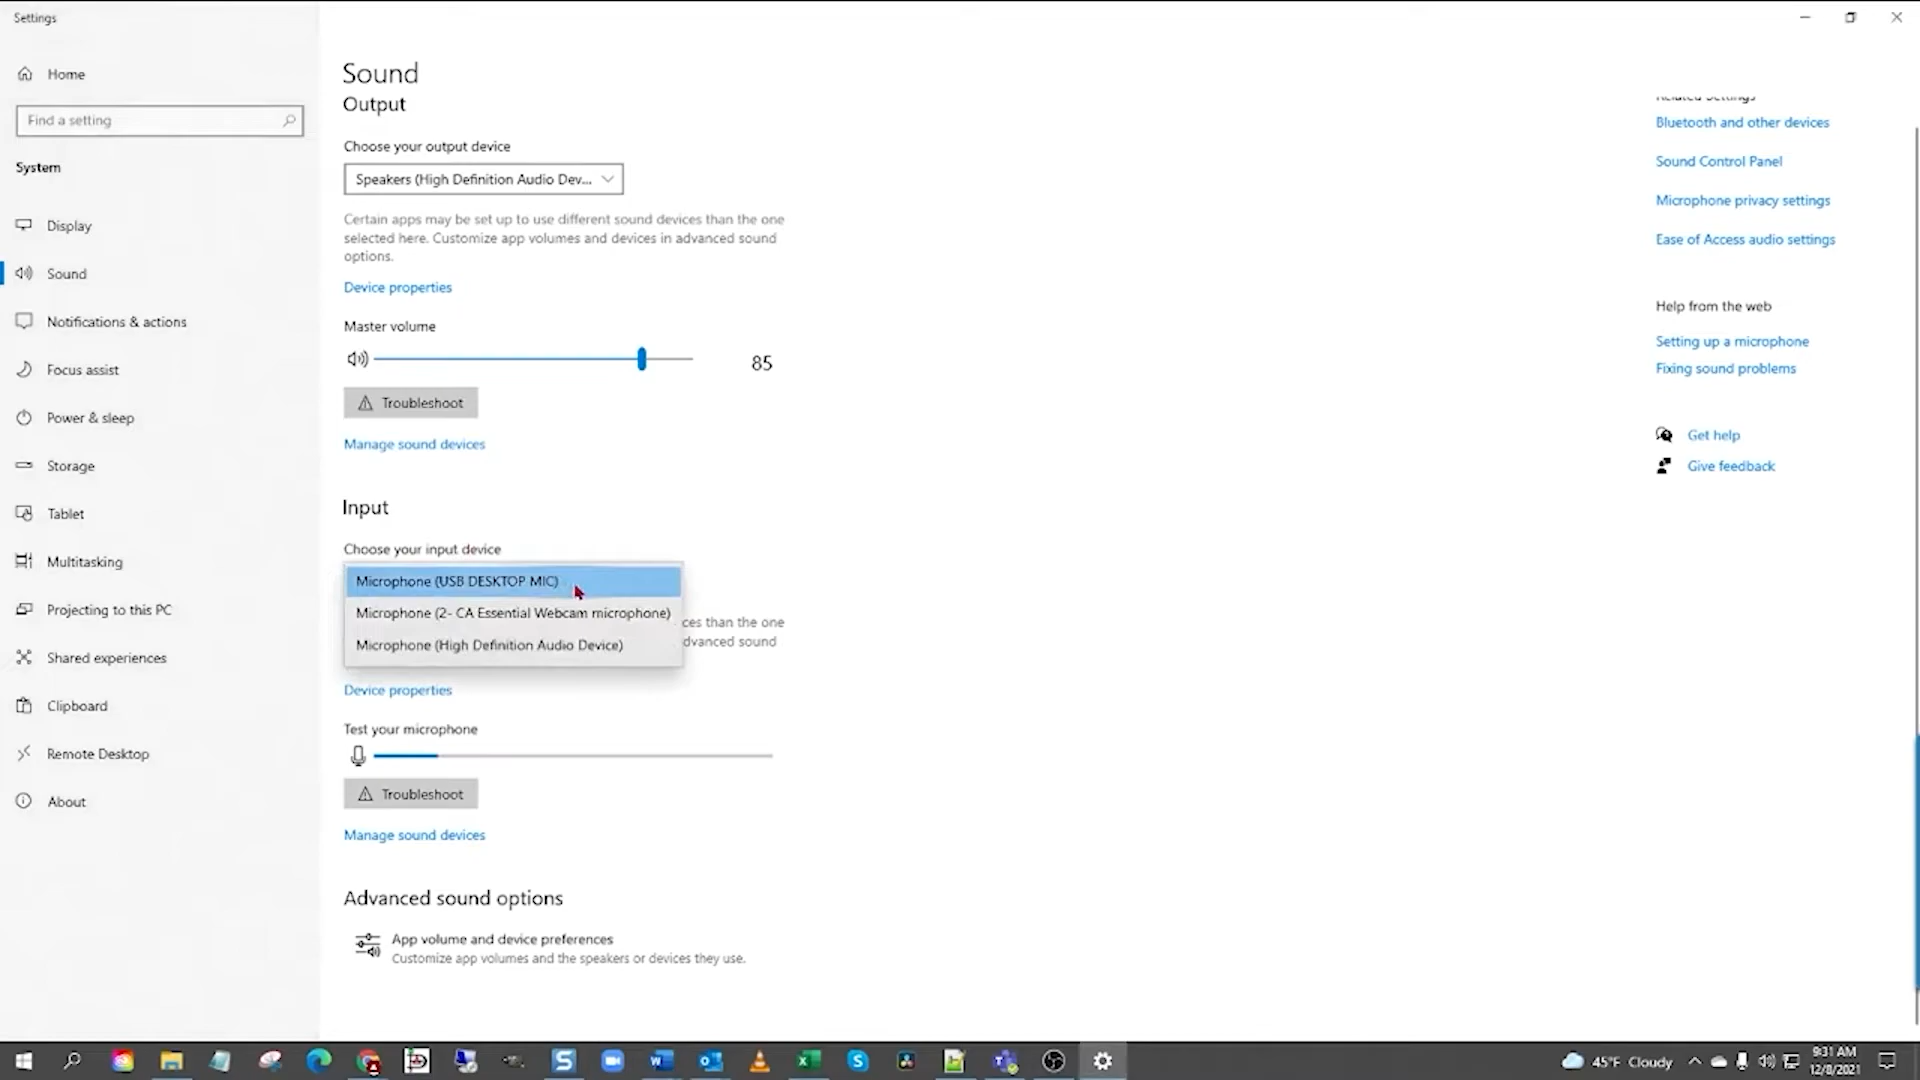 Settings
Home
Find a setting
System
Display
Sound
Notifications & actions
Focus assist
Power & sleep
Storage
Tablet
Multitasking
Projecting to this PC
Shared experiences
Clipboard
Remote Desktop
About
Sound
Output
Choose your output device
Speakers (High Definition Audio Dev...
Certain apps may be set up to use different sound devices than the one
selected here. Customize app volumes and devices in advanced sound
options.
Device properties
Master volume
85
Troubleshoot
Manage sound devices
Input
Choose your input device
Microphone (USB DESKTOP MIC)
Microphone (2- CA Essential Webcam microphone)
Microphone (High Definition Audio Device)
ces than the one
dvanced sound
Device properties
Test your microphone
Troubleshoot
Manage sound devices
Advanced sound options
App volume and device preferences
Customize app volumes and the speakers or devices they use.
Related Settings
Bluetooth and other devices
Sound Control Panel
Microphone privacy settings
Ease of Access audio settings
Help from the web
Setting up a microphone
Fixing sound problems
Get help
Give feedback
45°F Cloudy
9:31 AM
12/8/2021